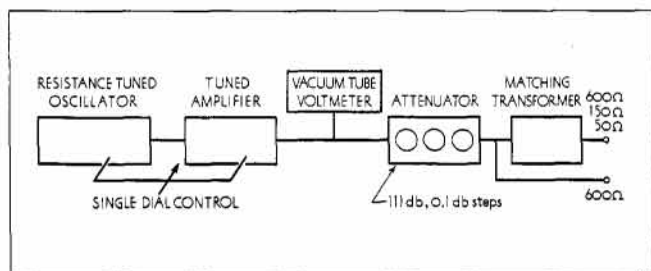 RESISTANCE TUNED
OSCILLATOR
TUNED
AMPLIFIER
VACUUM TUBE
VOLTMETER
ATTENUATOR
MATCHING
TRANSFORMER
600Ω
150Ω
50Ω
600Ω
SINGLE DIAL CONTROL
111 db, 0.1 db steps